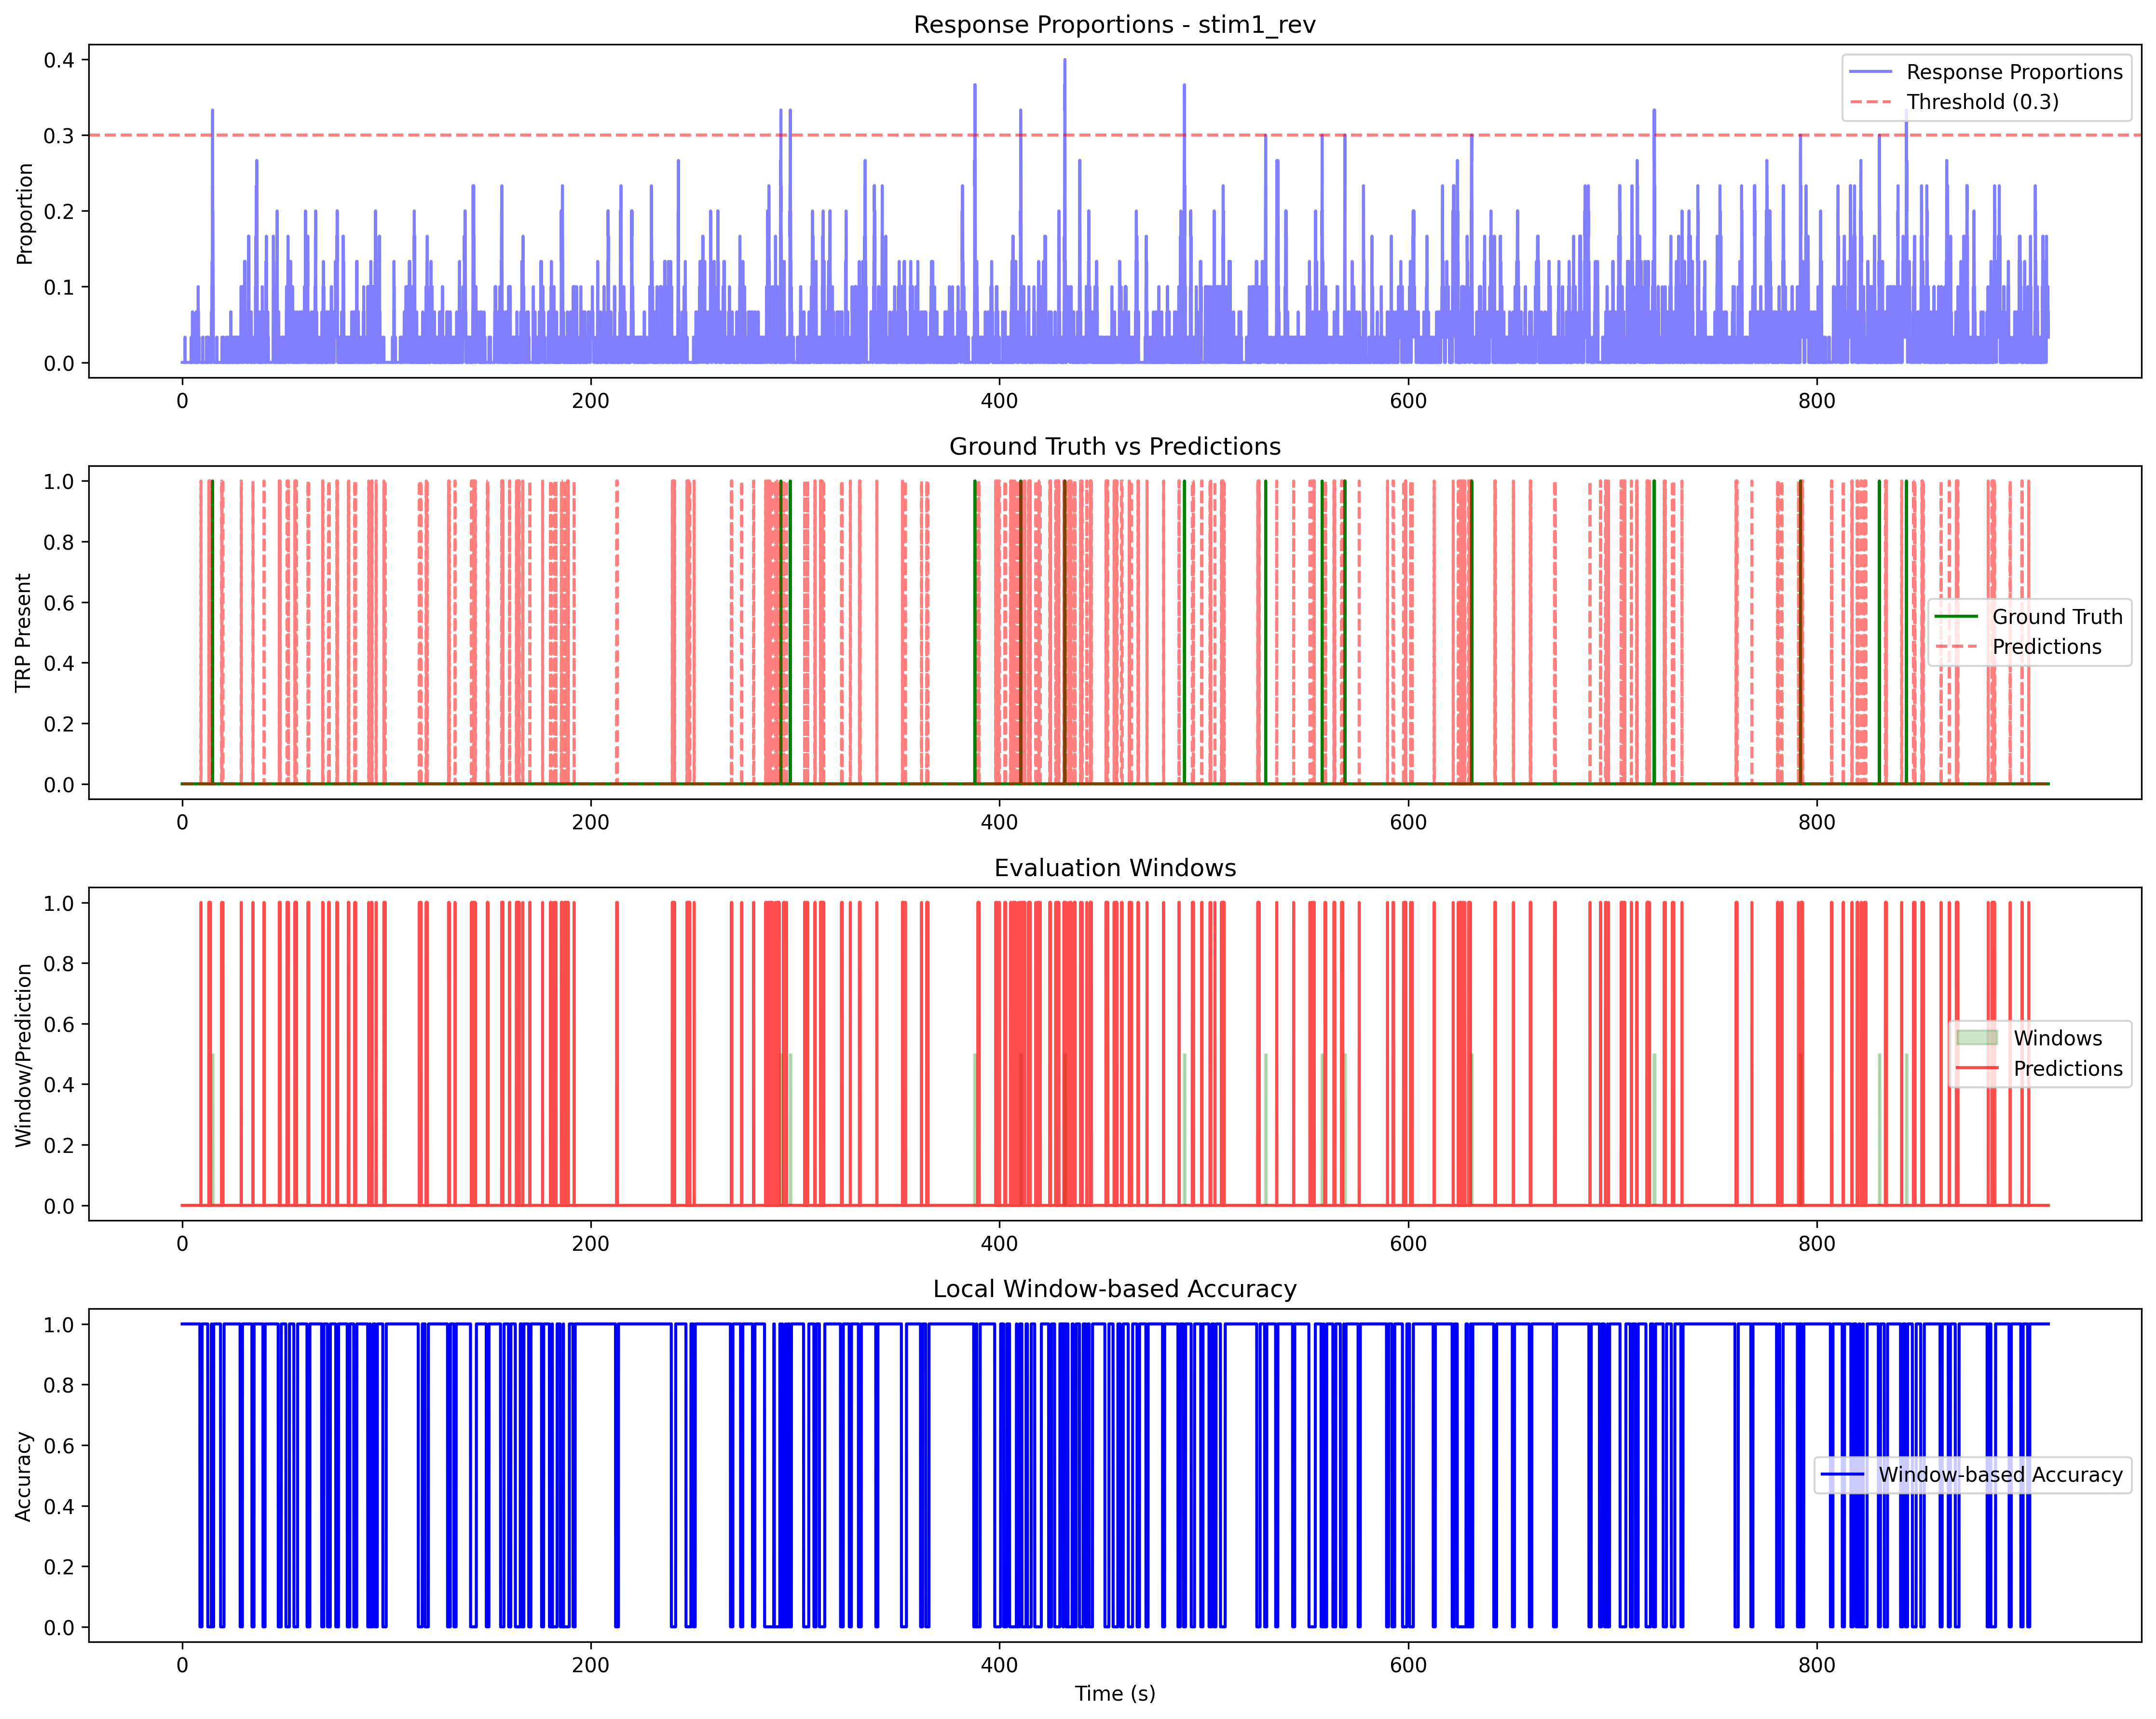 Response Proportions - stim1_rev
Proportion
0.4
0.3
0.2
0.1
0.0
Response Proportions
Threshold (0.3)
0 200 400 600 800
Ground Truth vs Predictions
TRP Present
1.0
0.8
0.6
0.4
0.2
0.0
Ground Truth
Predictions
0 200 400 600 800
Evaluation Windows
Window/Prediction
1.0
0.8
0.6
0.4
0.2
0.0
Windows
Predictions
0 200 400 600 800
Local Window-based Accuracy
Accuracy
1.0
0.8
0.6
0.4
0.2
0.0
Window-based Accuracy
0 200 400 600 800
Time (s)